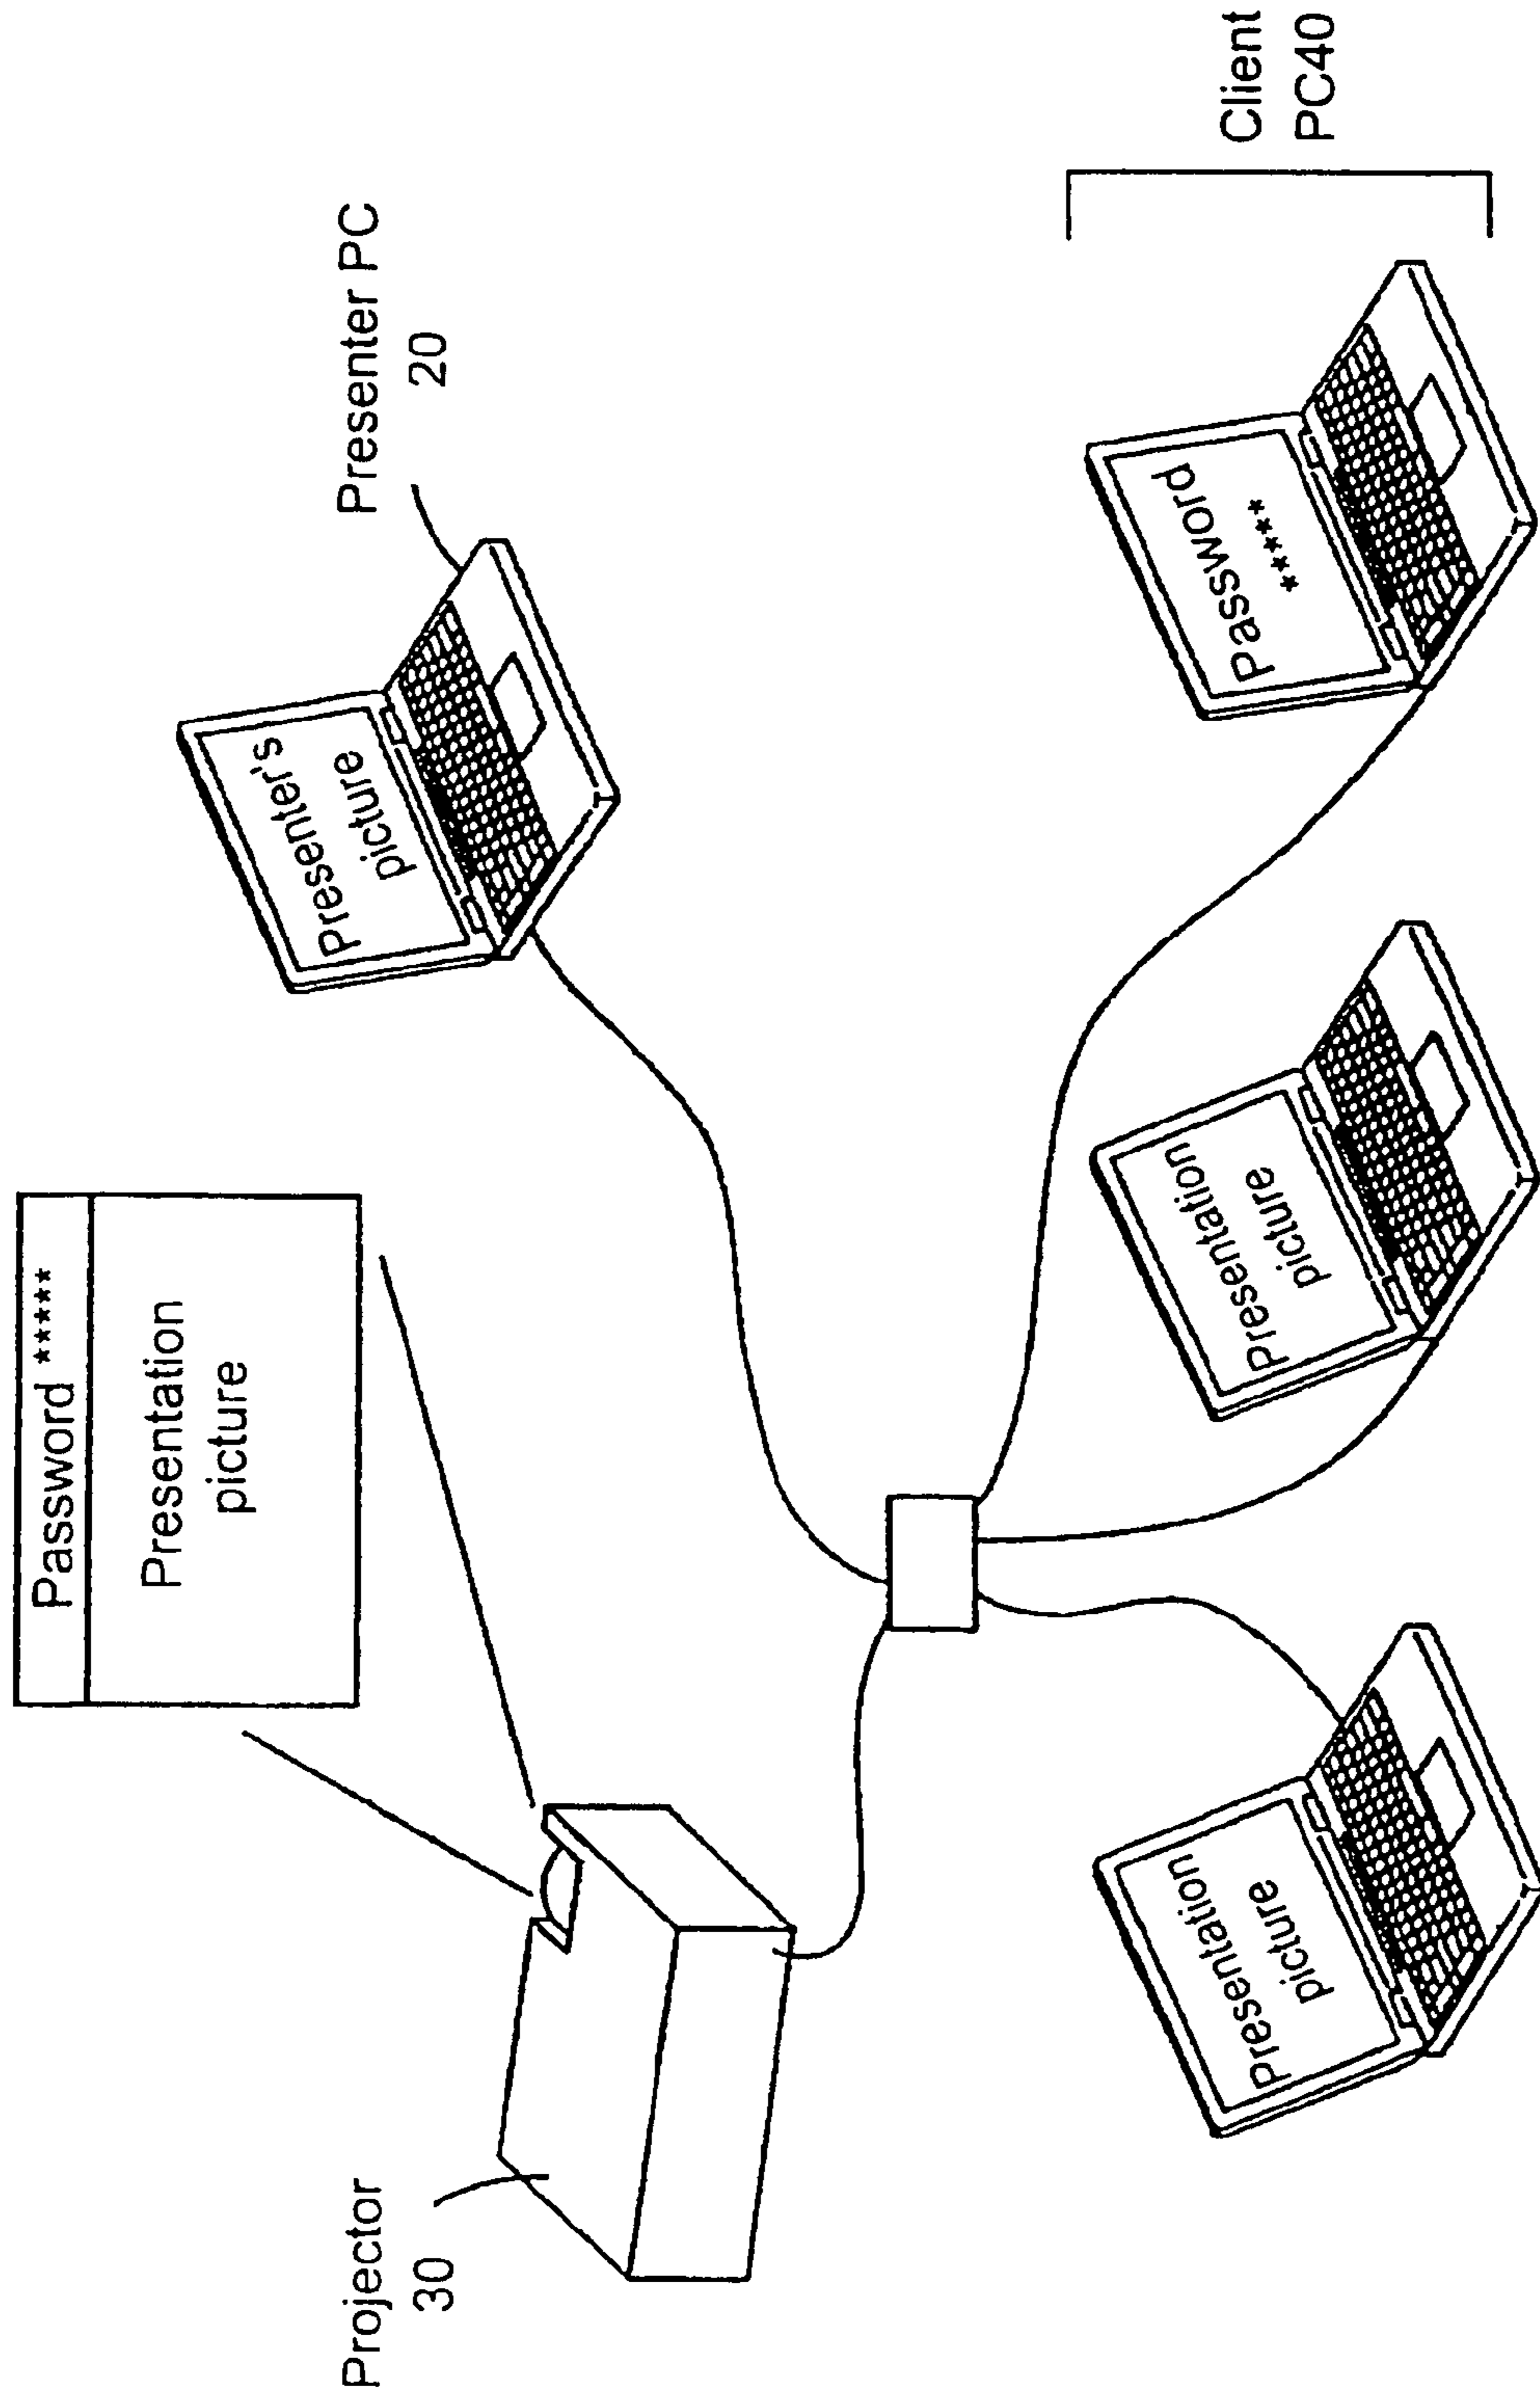 Password *****
Presentation
picture
Projector
30
Presenter PC
20
Presenter's
picture
Presentation
picture
Presentation
picture
Password
*****
Client
PC40